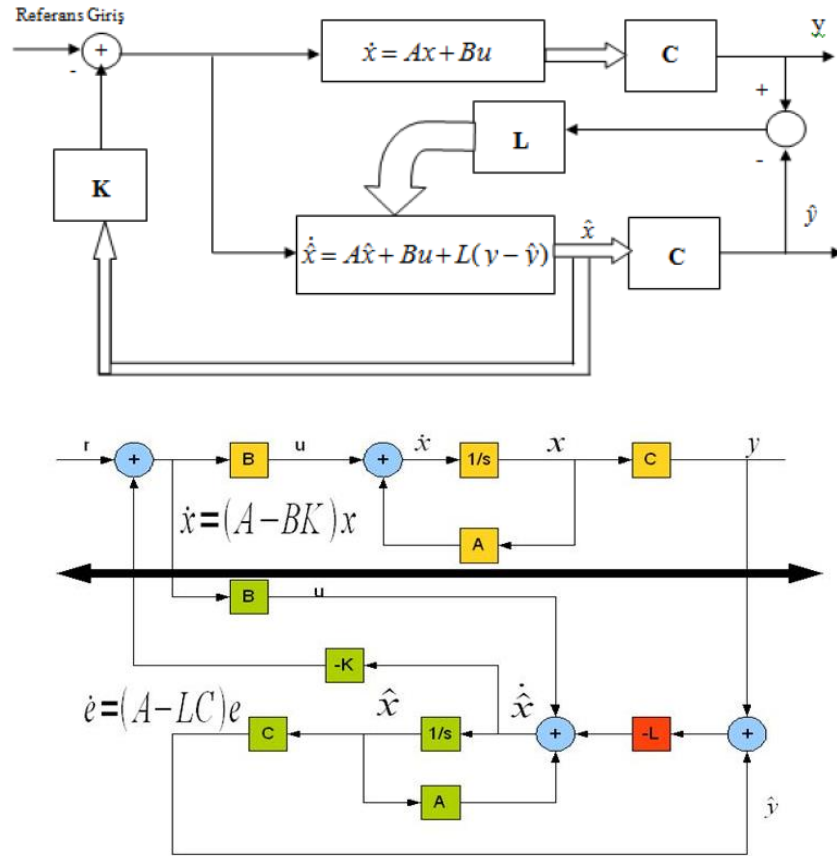 Referans Giriş
+
-
ẋ = Ax + Bu
C
y
+
-
L
K
x̂̇ = Ax̂ + Bu + L(y − ŷ)
x̂
C
ŷ
r
+
B
u
+
ẋ
1/s
x
C
y
A
ẋ=(A−BK)x
B
u
-K
ė=(A−LC)e
C
x̂
1/s
x̂̇
+
-L
+
A
ŷ